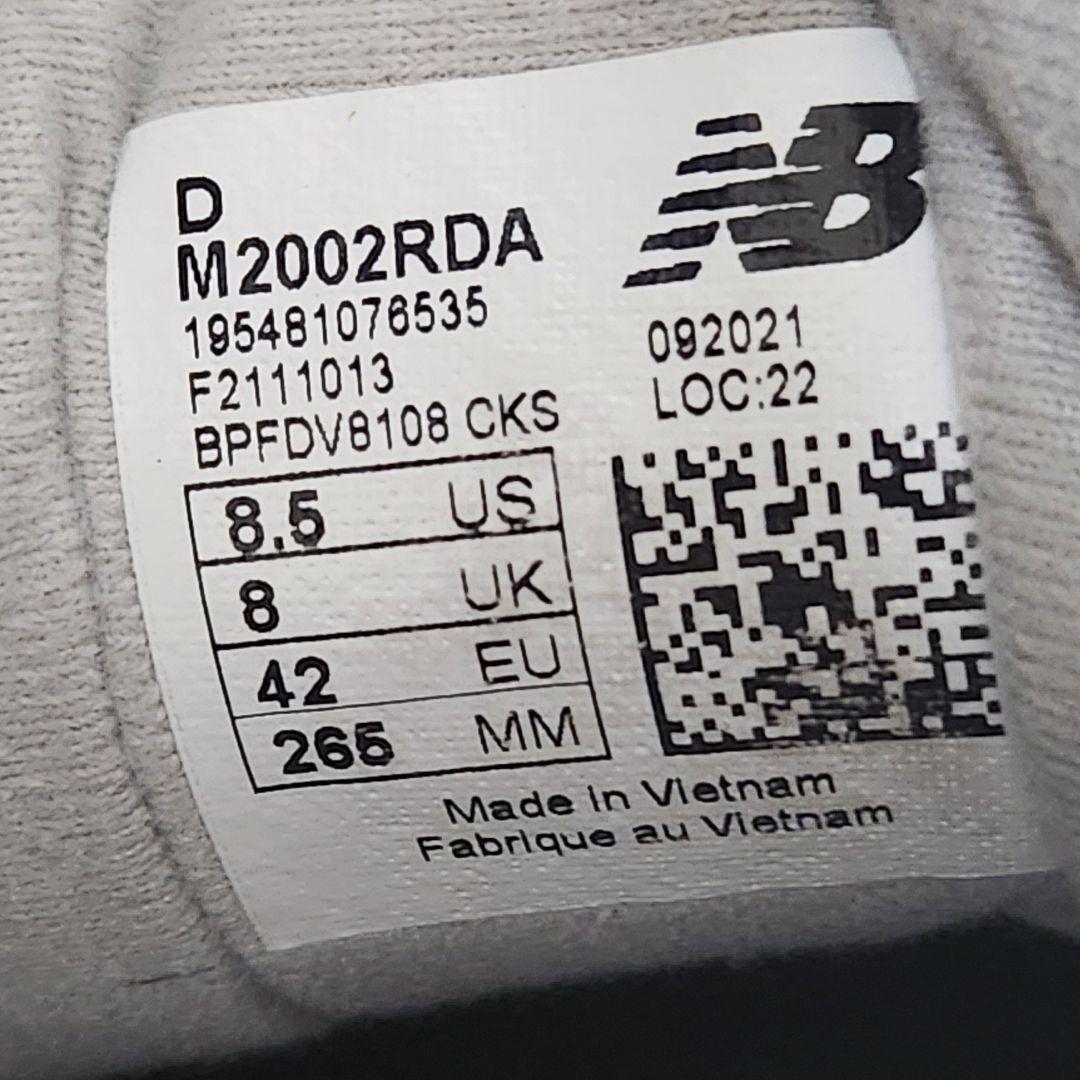 D
M2002RDA
195481076535
F2111013
BPFDV8108 CKS
NB
092021
LOC:22
8.5 US
8 UK
42 EU
265 MM
Made in Vietnam
Fabrique au Vietnam